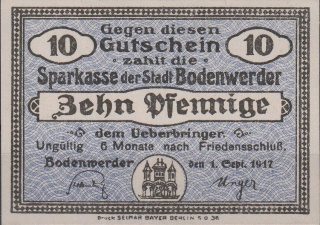 Gegen diesen
10 Gutschein 10
zahlt die
Sparkasse der Stadt Bodenwerder
Zehn Pfennige
dem Ueberbringer.
Ungültig 6 Monate nach Friedensschluß.
Bodenwerder den 1. Sept. 1917
Unger
Druck SELMAR BAYER BERLIN S O 36